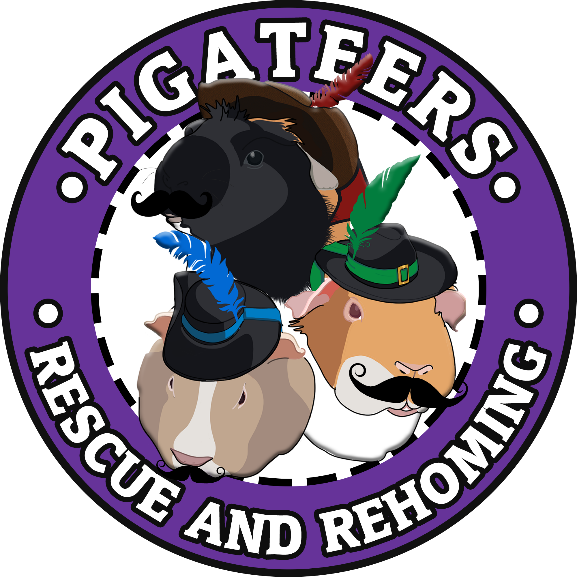 PIGATEERS
RESCUE AND REHOMING